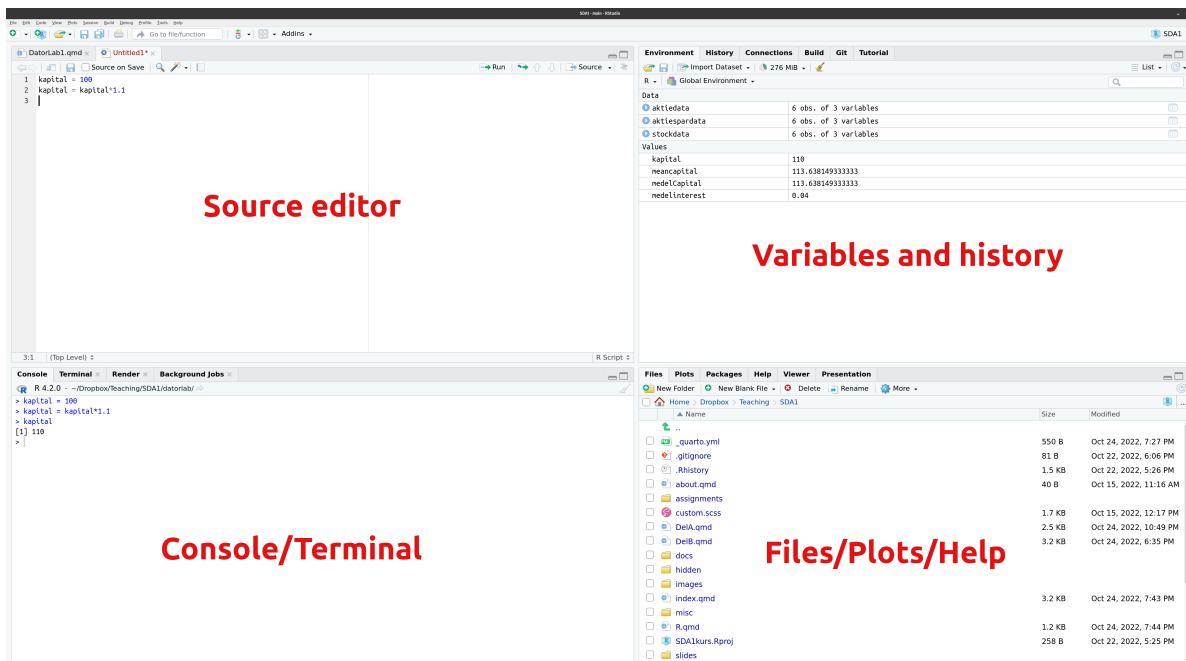 SDA1 - main - RStudio
File Edit Code View Plots Session Build Debug Profile Tools Help
Go to file/function Addins SDA1
DatorLab1.qmd Untitled1*
Source on Save Run Source
1 kapital = 100
2 kapital = kapital*1.1
3
Source editor
3:1 (Top Level) R Script
Console Terminal Render Background Jobs
R 4.2.0 · ~/Dropbox/Teaching/SDA1/datorlab/
> kapital = 100
> kapital = kapital*1.1
> kapital
[1] 110
>
Console/Terminal
Environment History Connections Build Git Tutorial
Import Dataset 276 MiB List
R Global Environment
Data
aktiedata 6 obs. of 3 variables
aktiespardata 6 obs. of 3 variables
stockdata 6 obs. of 3 variables
Values
kapital 110
meancapital 113.638149333333
medelCapital 113.638149333333
medelinterest 0.04
Variables and history
Files Plots Packages Help Viewer Presentation
New Folder New Blank File Delete Rename More
Home Dropbox Teaching SDA1 ...
Name Size Modified
..
_quarto.yml 550 B Oct 24, 2022, 7:27 PM
.gitignore 81 B Oct 22, 2022, 6:06 PM
.Rhistory 1.5 KB Oct 22, 2022, 5:26 PM
about.qmd 40 B Oct 15, 2022, 11:16 AM
assignments
custom.scss 1.7 KB Oct 15, 2022, 12:17 PM
DelA.qmd 2.5 KB Oct 24, 2022, 10:49 PM
DelB.qmd 3.2 KB Oct 24, 2022, 6:35 PM
docs
hidden
images
index.qmd 3.2 KB Oct 24, 2022, 7:43 PM
misc
R.qmd 1.2 KB Oct 24, 2022, 7:44 PM
SDA1kurs.Rproj 258 B Oct 22, 2022, 5:25 PM
slides
Files/Plots/Help